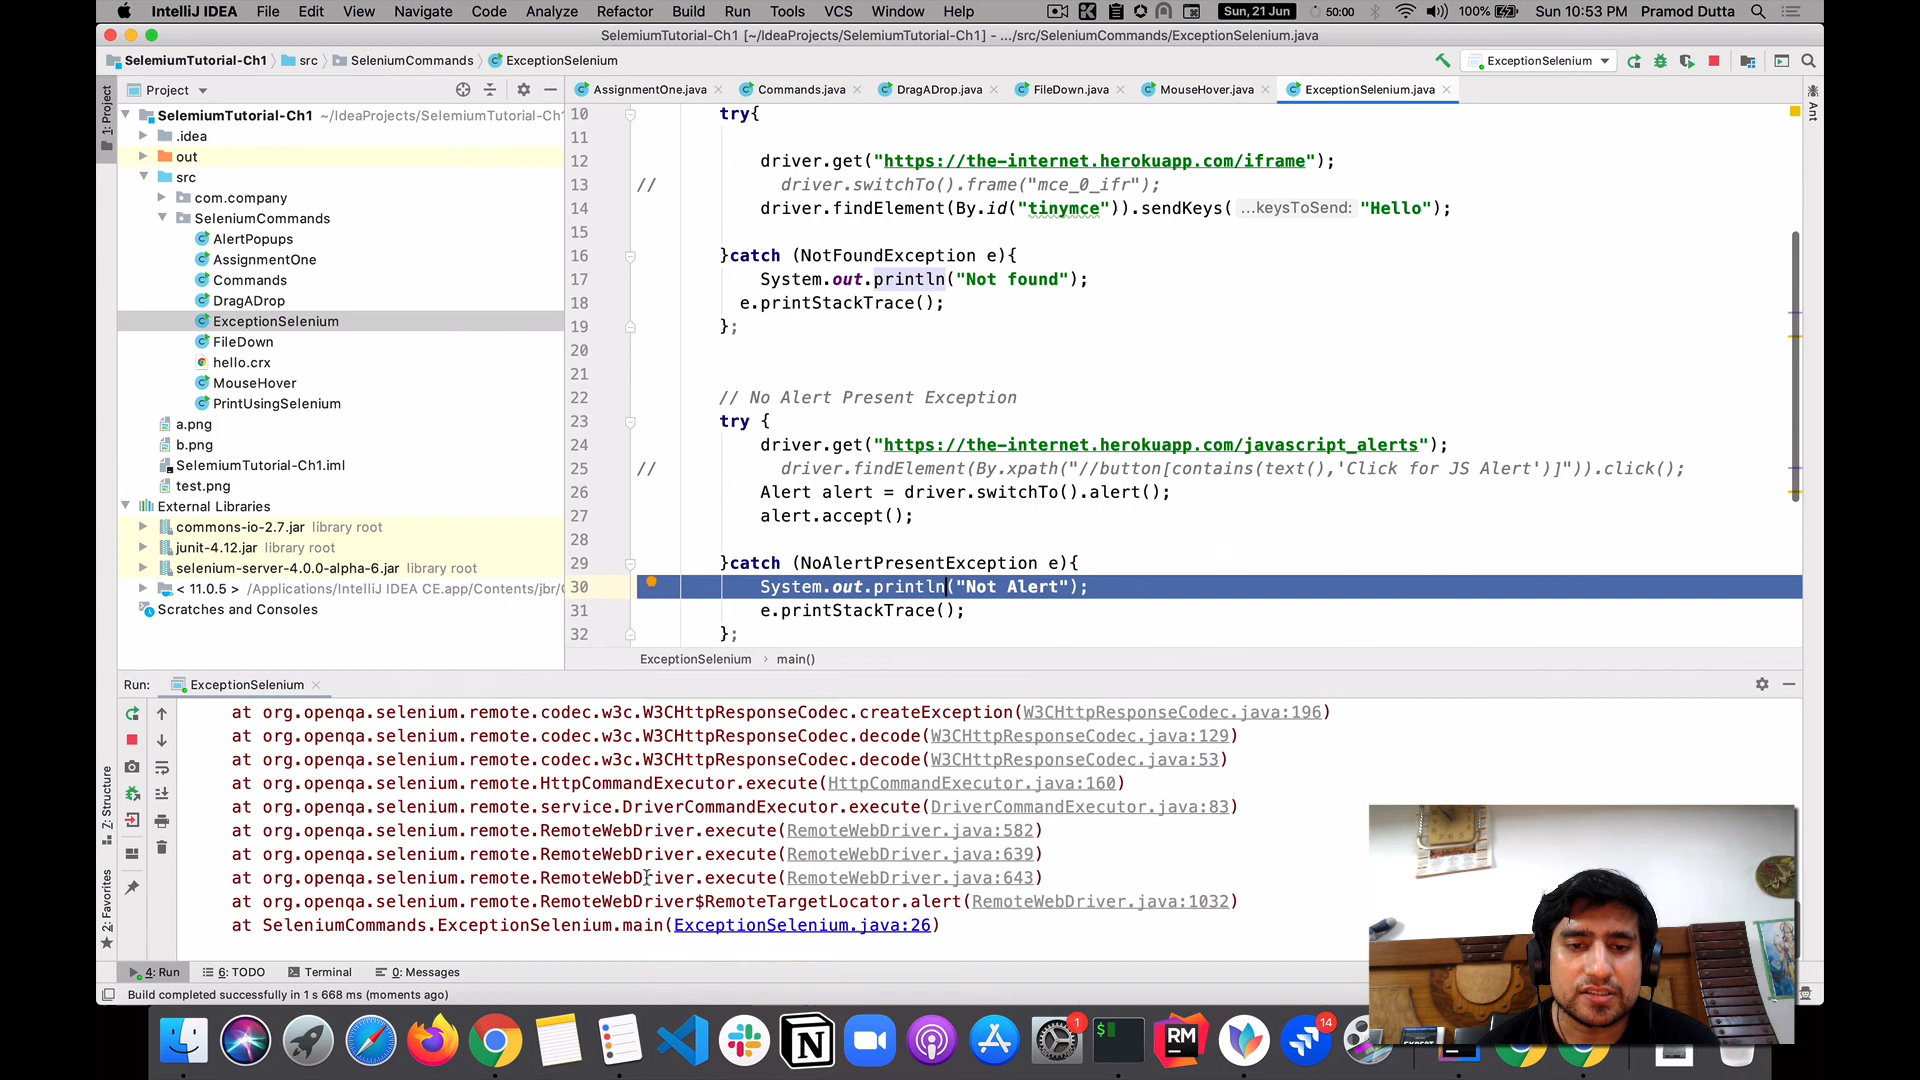 IntelliJ IDEA File Edit View Navigate Code Analyze Refactor Build Run Tools VCS Window Help Sun, 21 Jun 50:00 100% Sun 10:53 PM Pramod Dutta
SelemiumTutorial-Ch1 [~/IdeaProjects/SelemiumTutorial-Ch1] - .../src/SeleniumCommands/ExceptionSelenium.java
SelemiumTutorial-Ch1 src SeleniumCommands ExceptionSelenium ExceptionSelenium
Project
AssignmentOne.java Commands.java DragADrop.java FileDown.java MouseHover.java ExceptionSelenium.java
1: Project
Ant
SelemiumTutorial-Ch1 ~/IdeaProjects/SelemiumTutorial-Ch1
.idea
out
src
com.company
SeleniumCommands
AlertPopups
AssignmentOne
Commands
DragADrop
ExceptionSelenium
FileDown
hello.crx
MouseHover
PrintUsingSelenium
a.png
b.png
SelemiumTutorial-Ch1.iml
test.png
External Libraries
commons-io-2.7.jar library root
junit-4.12.jar library root
selenium-server-4.0.0-alpha-6.jar library root
< 11.0.5 > /Applications/IntelliJ IDEA CE.app/Contents/jbr/
Scratches and Consoles
10 try{
11
12 driver.get("https://the-internet.herokuapp.com/iframe");
13 // driver.switchTo().frame("mce_0_ifr");
14 driver.findElement(By.id("tinymce")).sendKeys( ...keysToSend: "Hello");
15
16 }catch (NotFoundException e){
17 System.out.println("Not found");
18 e.printStackTrace();
19 };
20
21
22 // No Alert Present Exception
23 try {
24 driver.get("https://the-internet.herokuapp.com/javascript_alerts");
25 // driver.findElement(By.xpath("//button[contains(text(),'Click for JS Alert')]")).click();
26 Alert alert = driver.switchTo().alert();
27 alert.accept();
28
29 }catch (NoAlertPresentException e){
30 System.out.println("Not Alert");
31 e.printStackTrace();
32 };
ExceptionSelenium › main()
Run: ExceptionSelenium
at org.openqa.selenium.remote.codec.w3c.W3CHttpResponseCodec.createException(W3CHttpResponseCodec.java:196)
at org.openqa.selenium.remote.codec.w3c.W3CHttpResponseCodec.decode(W3CHttpResponseCodec.java:129)
at org.openqa.selenium.remote.codec.w3c.W3CHttpResponseCodec.decode(W3CHttpResponseCodec.java:53)
at org.openqa.selenium.remote.HttpCommandExecutor.execute(HttpCommandExecutor.java:160)
at org.openqa.selenium.remote.service.DriverCommandExecutor.execute(DriverCommandExecutor.java:83)
at org.openqa.selenium.remote.RemoteWebDriver.execute(RemoteWebDriver.java:582)
at org.openqa.selenium.remote.RemoteWebDriver.execute(RemoteWebDriver.java:639)
at org.openqa.selenium.remote.RemoteWebDriver.execute(RemoteWebDriver.java:643)
at org.openqa.selenium.remote.RemoteWebDriver$RemoteTargetLocator.alert(RemoteWebDriver.java:1032)
at SeleniumCommands.ExceptionSelenium.main(ExceptionSelenium.java:26)
Z: Structure
2: Favorites
4: Run 6: TODO Terminal 0: Messages
Build completed successfully in 1 s 668 ms (moments ago)
1
14
RM